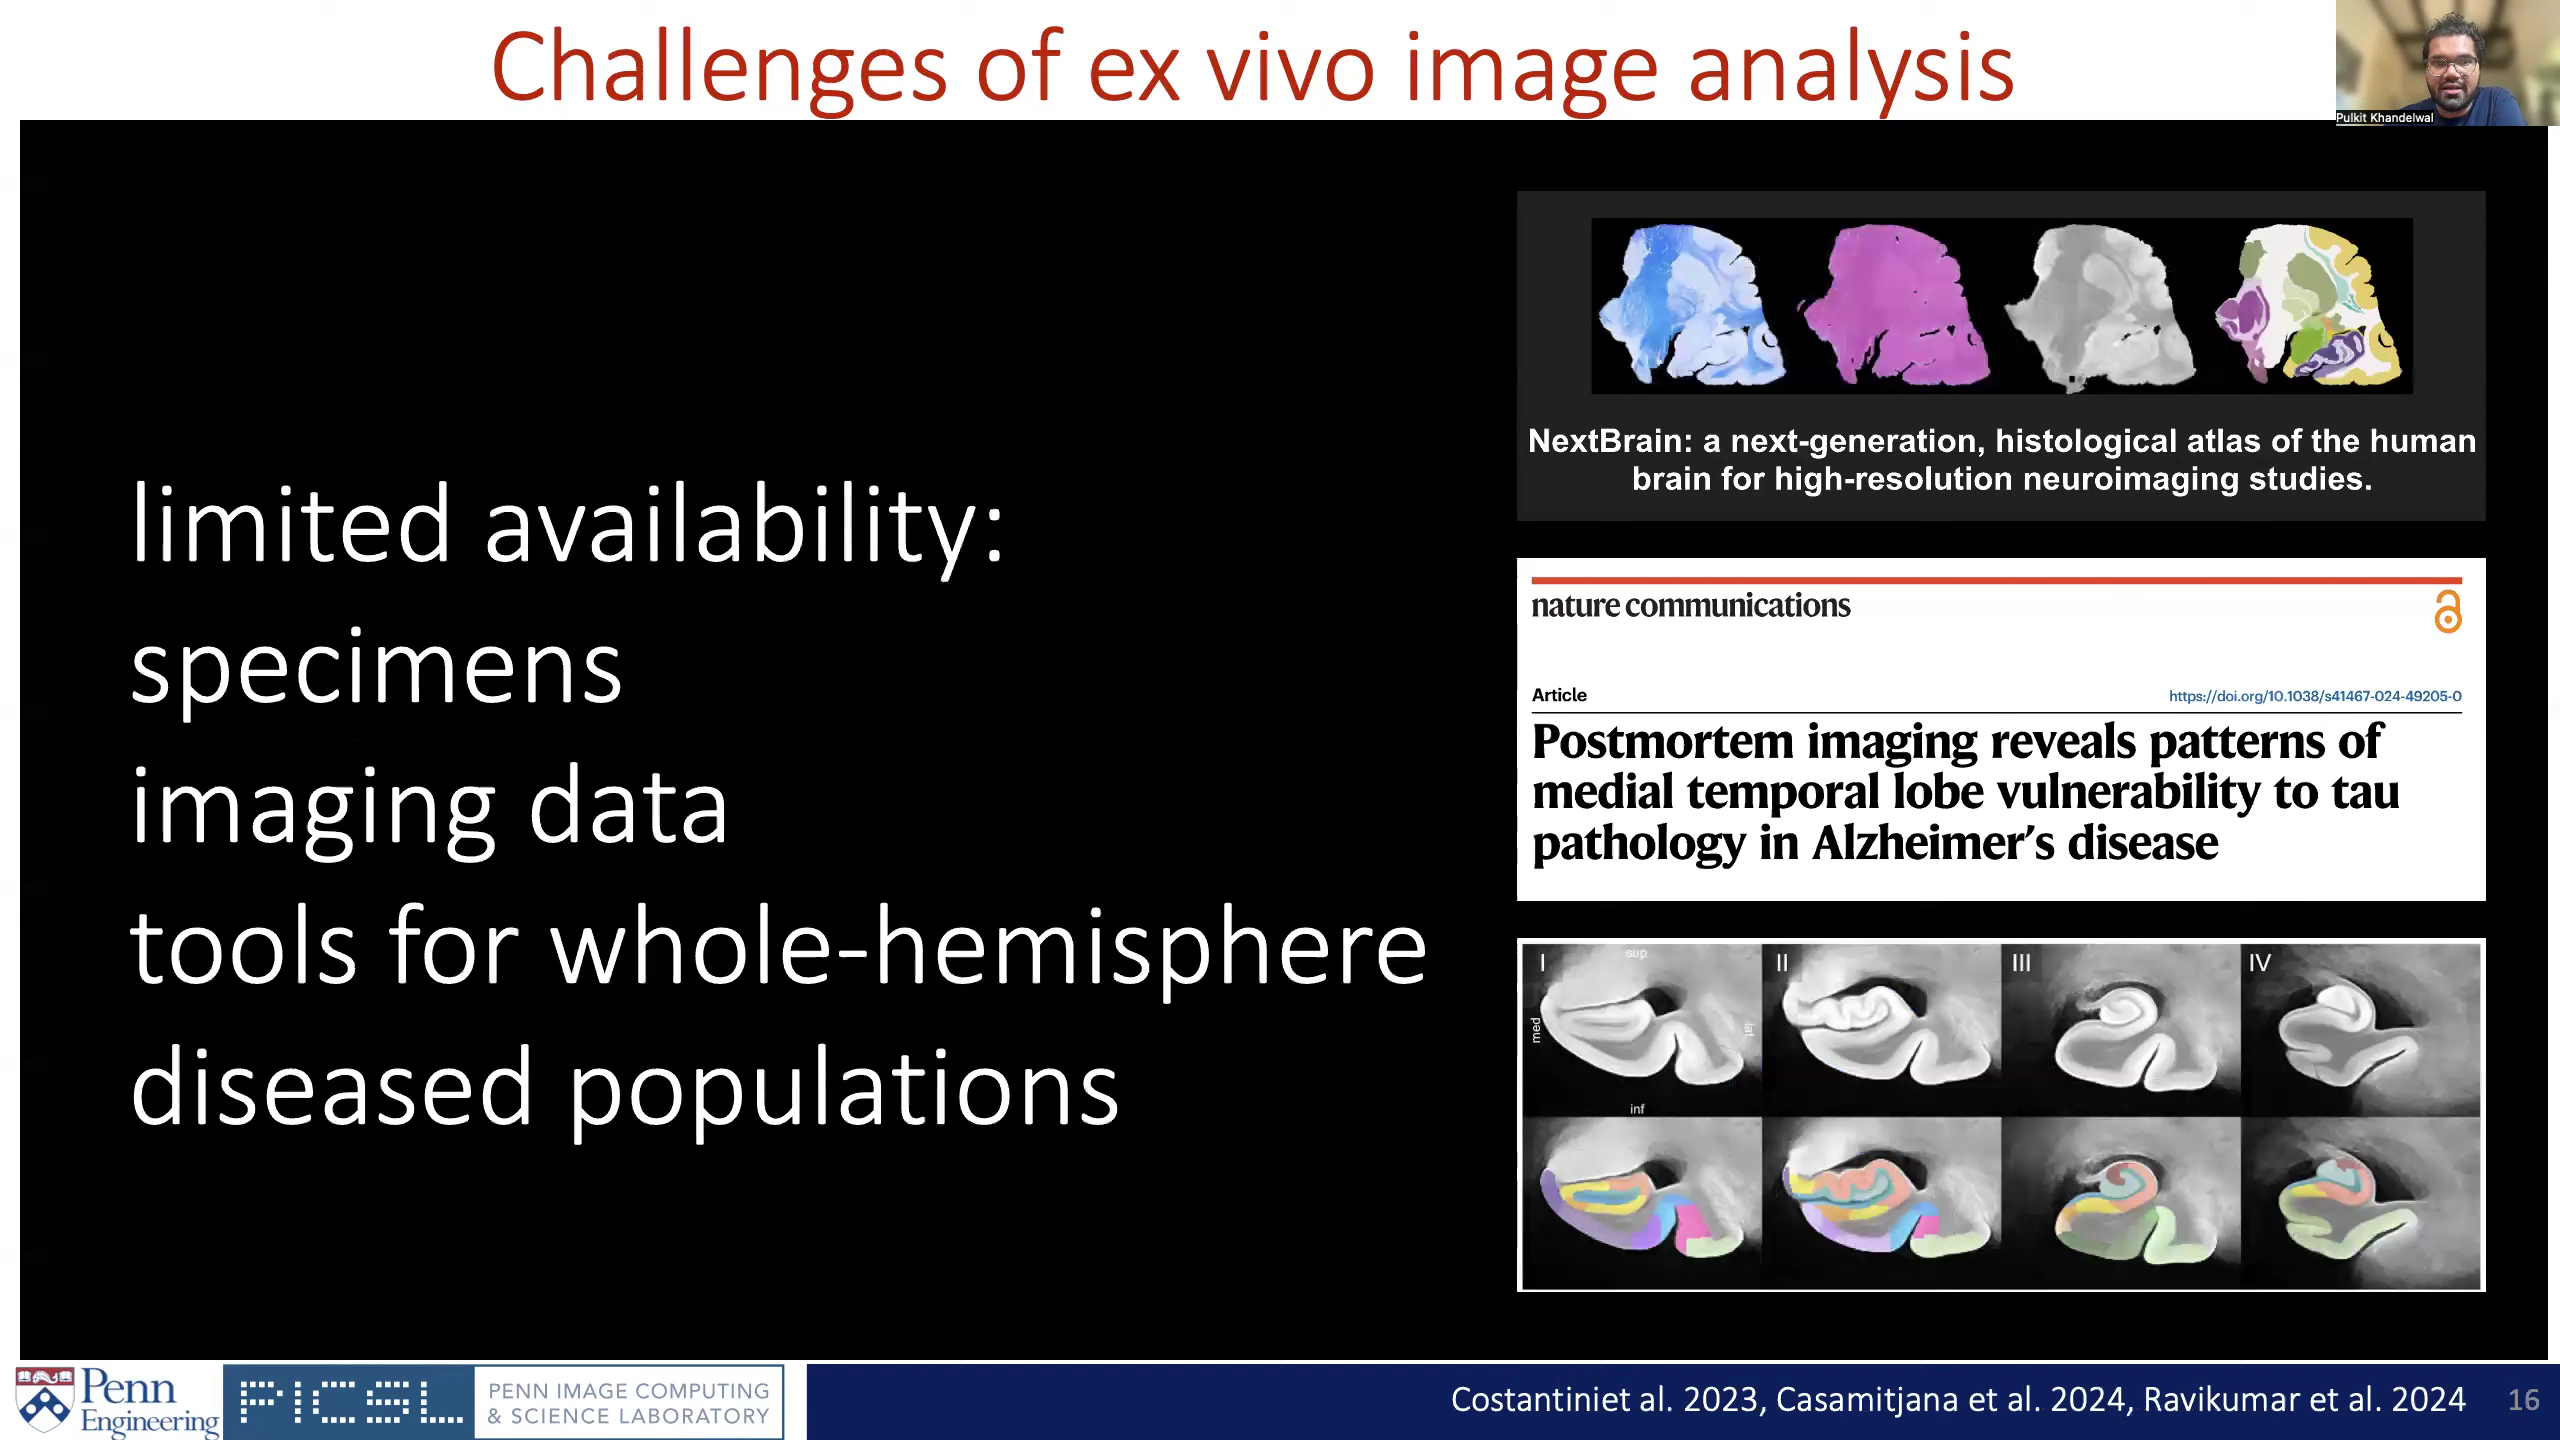 Challenges of ex vivo image analysis
Pulkit Khandelwal
limited availability:
specimens
imaging data
tools for whole-hemisphere
diseased populations
NextBrain: a next-generation, histological atlas of the human
brain for high-resolution neuroimaging studies.
nature communications
Article
https://doi.org/10.1038/s41467-024-49205-0
Postmortem imaging reveals patterns of
medial temporal lobe vulnerability to tau
pathology in Alzheimer's disease
I
sup
II
III
IV
med
lat
inf
Penn
Engineering
PICSL
PENN IMAGE COMPUTING
& SCIENCE LABORATORY
Costantiniet al. 2023, Casamitjana et al. 2024, Ravikumar et al. 2024
16